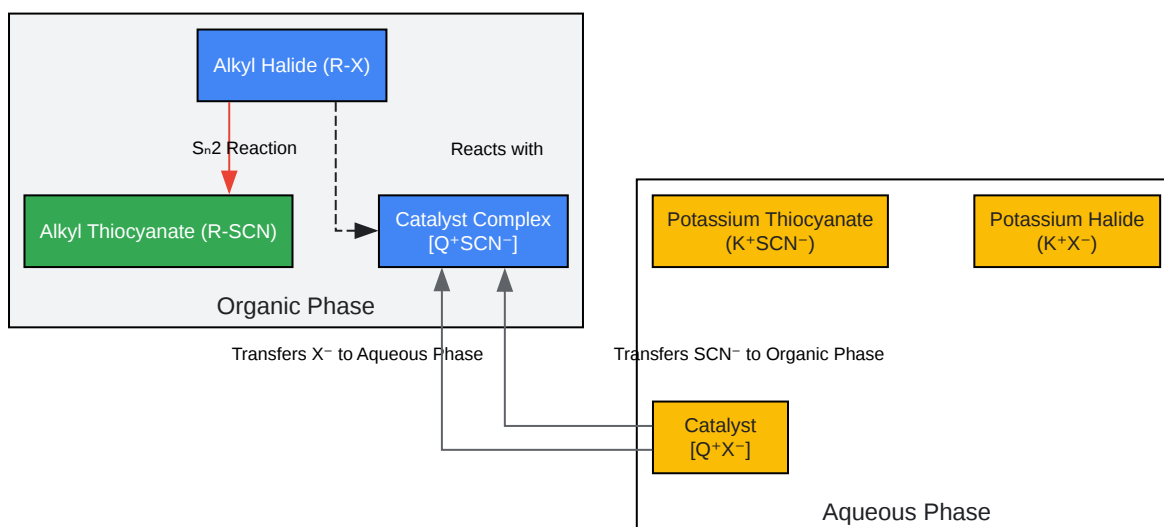 Alkyl Halide (R-X)
Sₙ2 Reaction
Reacts with
Alkyl Thiocyanate (R-SCN)
Catalyst Complex
[Q⁺SCN⁻]
Organic Phase
Potassium Thiocyanate
(K⁺SCN⁻)
Potassium Halide
(K⁺X⁻)
Transfers X⁻ to Aqueous Phase
Transfers SCN⁻ to Organic Phase
Catalyst
[Q⁺X⁻]
Aqueous Phase